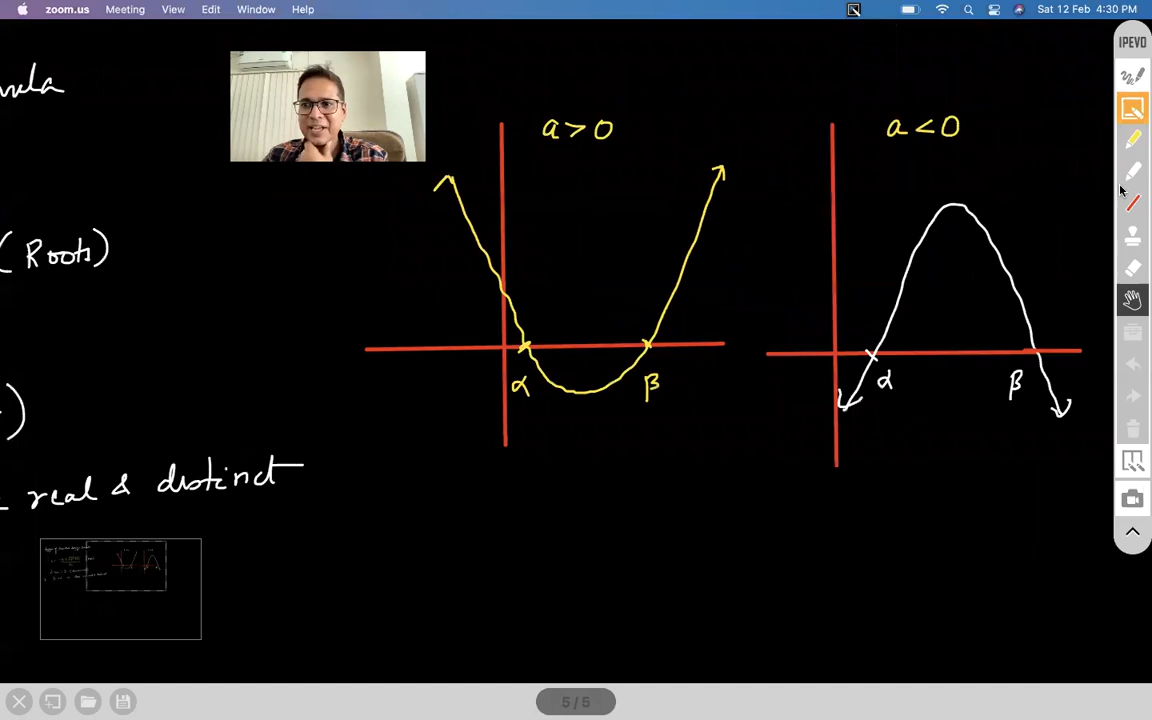 zoom.us Meeting View Edit Window Help Sat 12 Feb 4:30 PM
IPEVO
a > 0
a < 0
(Roots)
α β
α β
)
real & distinct
5 / 5